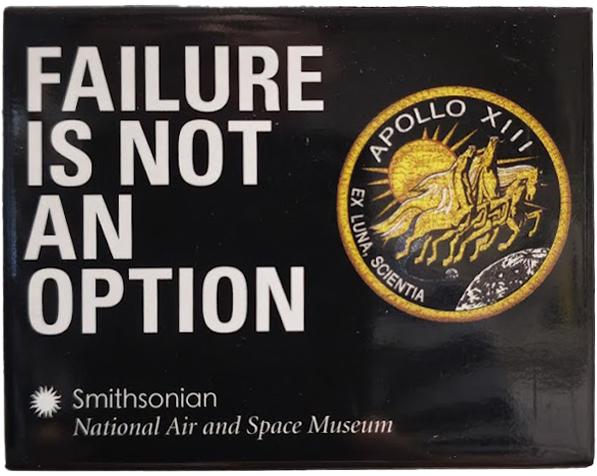 FAILURE
IS NOT
AN
OPTION
APOLLO XIII
EX LUNA, SCIENTIA
Smithsonian
National Air and Space Museum